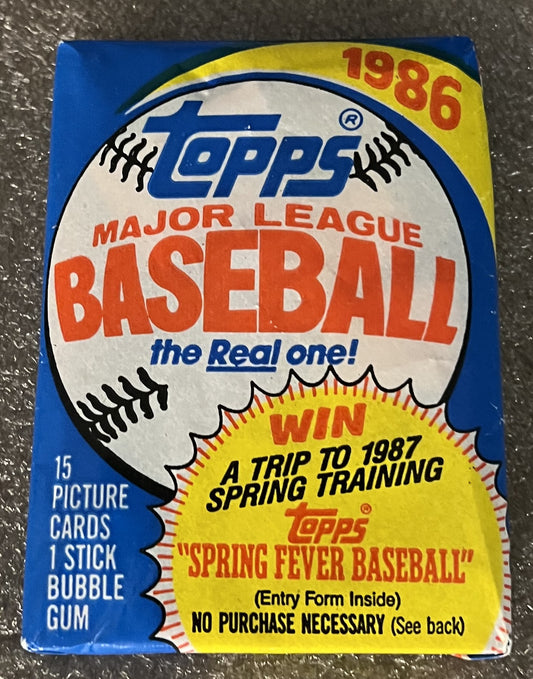 1986
Topps®
MAJOR LEAGUE
BASEBALL
the Real one!
WIN
A TRIP TO 1987
SPRING TRAINING
Topps®
"SPRING FEVER BASEBALL"
(Entry Form Inside)
NO PURCHASE NECESSARY (See back)
15
PICTURE
CARDS
1 STICK
BUBBLE
GUM